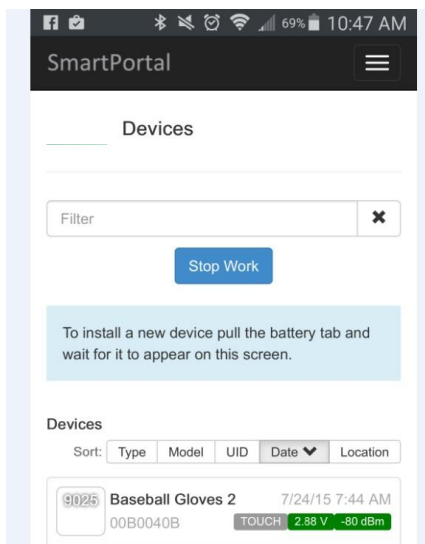 69% 10:47 AM
SmartPortal
Devices
Filter
Stop Work
To install a new device pull the battery tab and
wait for it to appear on this screen.
Devices
Sort: Type Model UID Date Location
9025 Baseball Gloves 2 7/24/15 7:44 AM
00B0040B TOUCH 2.88 V -80 dBm